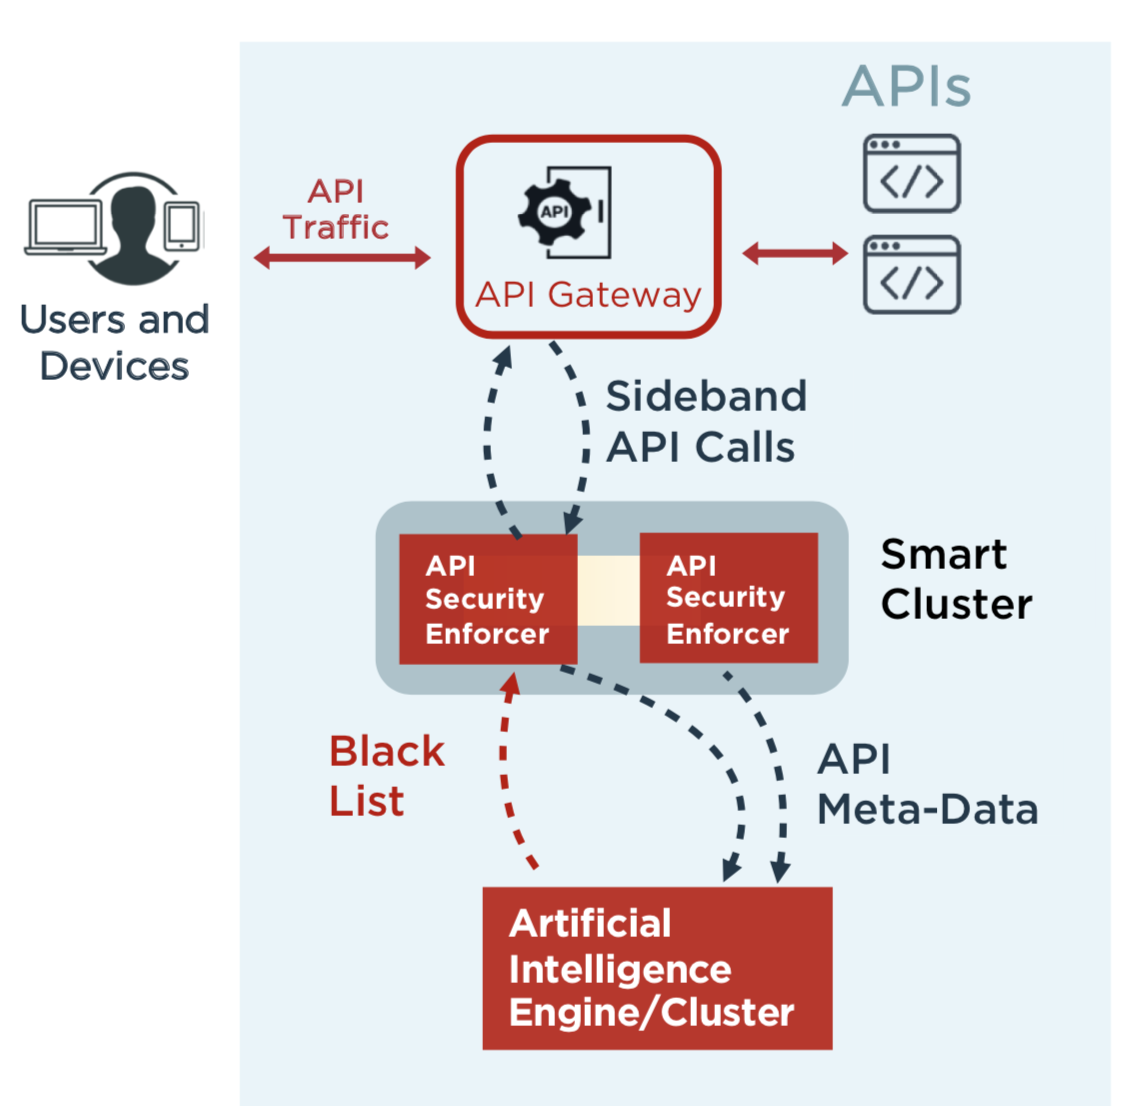 APIs
</>
</>
API
Traffic
API
API Gateway
Users and
Devices
Sideband
API Calls
API
Security
Enforcer
API
Security
Enforcer
Smart
Cluster
Black
List
API
Meta-Data
Artificial
Intelligence
Engine/Cluster